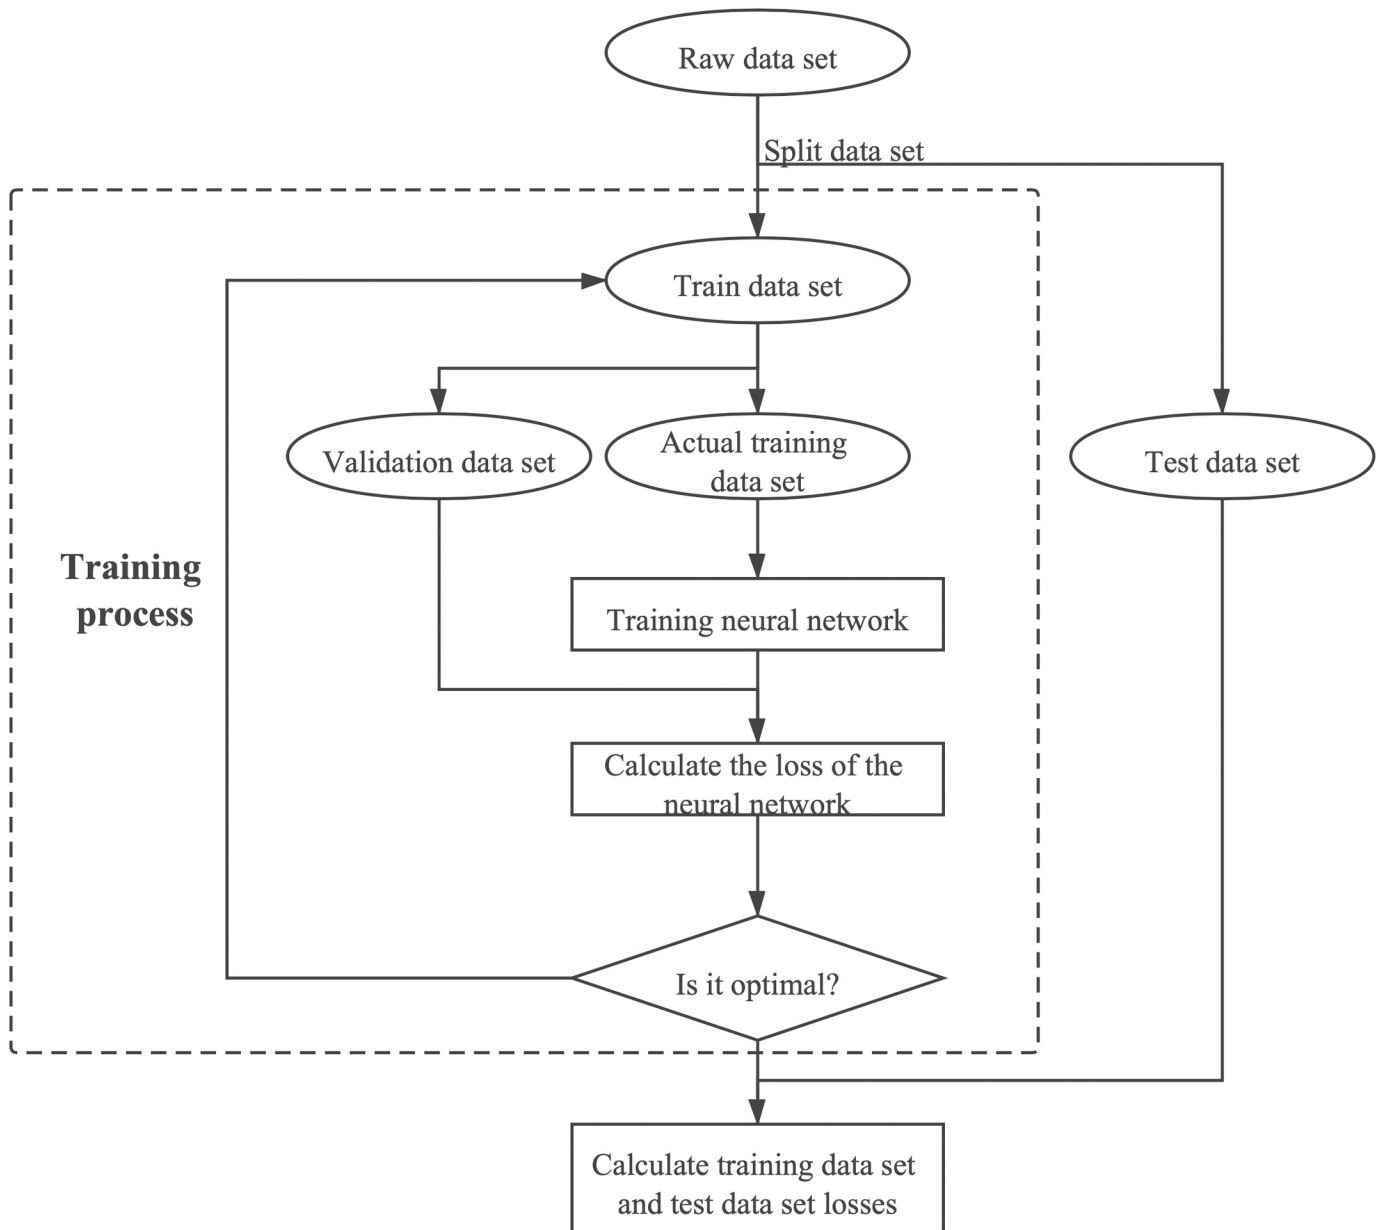 Raw data set
Split data set
Train data set
Validation data set
Actual training
data set
Test data set
Training
process
Training neural network
Calculate the loss of the
neural network
Is it optimal?
Calculate training data set
and test data set losses